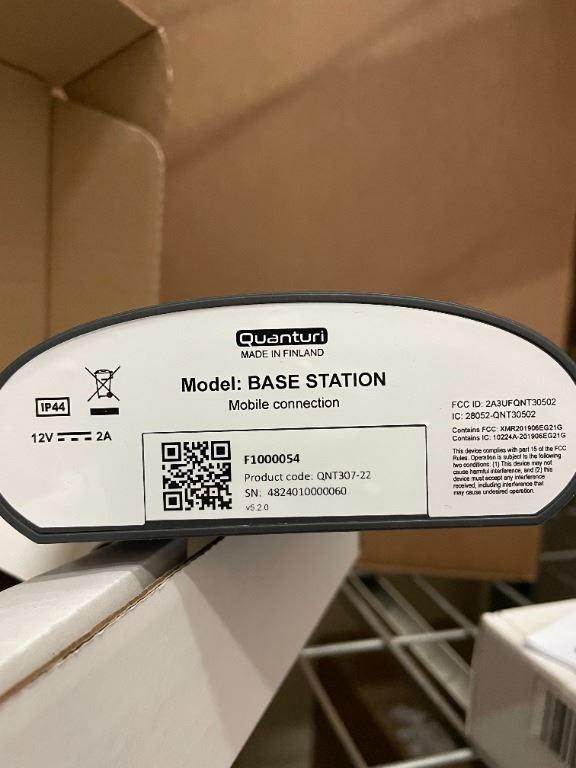 Quanturi
MADE IN FINLAND
Model: BASE STATION
Mobile connection
IP44
12V 2A
F1000054
Product code: QNT307-22
SN: 4824010000060
v5.2.0
FCC ID: 2A3UFQNT30502
IC: 28052-QNT30502
Contains FCC: XMR201906EG21G
Contains IC: 10224A-201906EG21G
This device complies with part 15 of the FCC
Rules. Operation is subject to the following
two conditions: (1) This device may not
cause harmful interference, and (2) this
device must accept any interference
received, including interference that
may cause undesired operation.